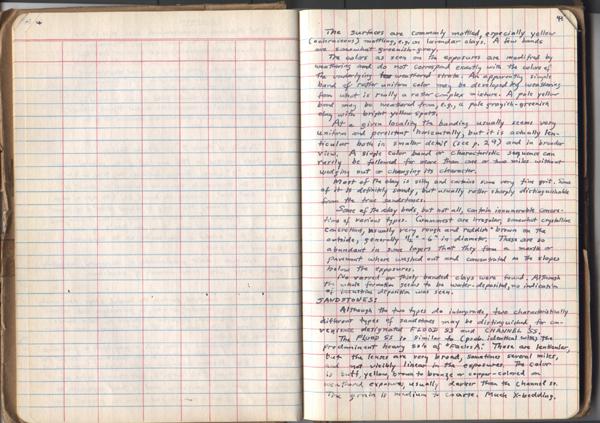 43
The surfaces are commonly mottled, especially yellow
(ochraceous) mottling, e.g., on lavender clays. A few bands
are somewhat greenish-gray.
The colors as seen on the exposures are modified by
weathering and do not correspond exactly with the colors of
the underlying weathered strata. An apparently simple
band of rather uniform color may be developed by weathering
from what is really a rather complex mixture. A pale yellow
band may be weathered from, e.g., a pale grayish-greenish
clay with bright yellow spots.
At a given locality the banding usually seems very
uniform and persistent horizontally, but it is actually len-
ticular both in smaller detail (see p. 29) and in broader
view. A single color band or characteristic sequence can
rarely be followed for more than one or two miles without
wedging out or changing its character.
Most of the clay is silty and contains some very fine grit. Some
of it is definitely sandy, but usually rather sharply distinguishable
from the true sandstones.
Some of the clay beds, but not all, contain innumerable concre-
tions of various types. Commonest are irregular, somewhat crystalline
concretions, usually very rough and reddish brown on the
outside, generally ½" - 6" in diameter. These are so
abundant in some layers that they form a mantle or
pavement where washed out and concentrated on the slopes
below the exposures.
No varved or thinly banded clays were found. Although
the whole formation seems to be water-deposited, no indication
of lacustrine deposition was seen.
SANDSTONES:
Although the two types do intergrade, two characteristically
different types of sandstones may be distinguished, for con-
venience designated FLOOD SS and CHANNEL SS.
The FLOOD SS is similar to (prob. identical with) the
predominant heavy sds of "Facies A". These are lenticular,
but the lenses are very broad, sometimes several miles,
and not visibly linear in the exposures. The color
is buff, yellow, brown to bronze or copper-colored on
weathered exposures, usually darker than the channel ss.
The grain is medium to coarse. Much X-bedding.